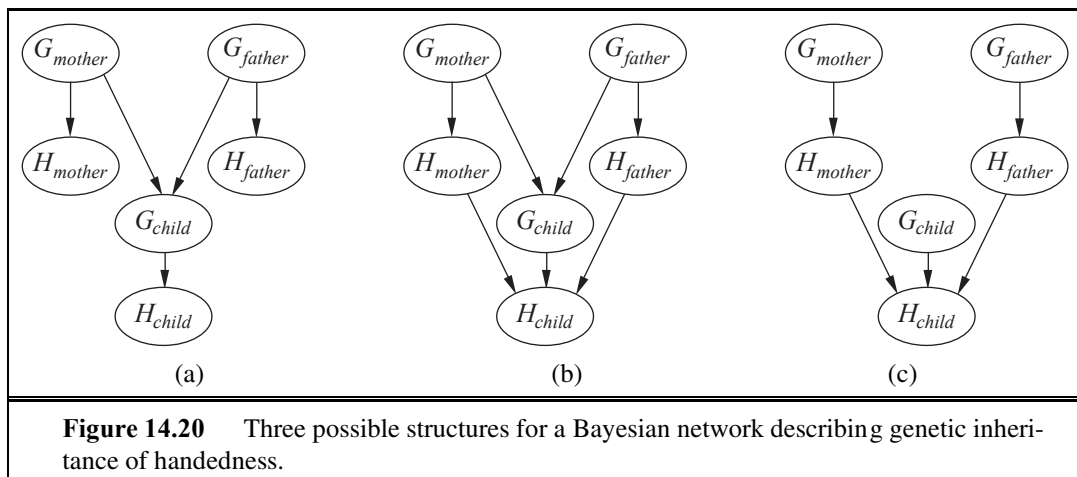 G_mother G_father G_mother G_father G_mother G_father
H_mother H_father H_mother H_father H_mother H_father
G_child G_child G_child
H_child H_child H_child
(a) (b) (c)
Figure 14.20 Three possible structures for a Bayesian network describing genetic inheri-
tance of handedness.